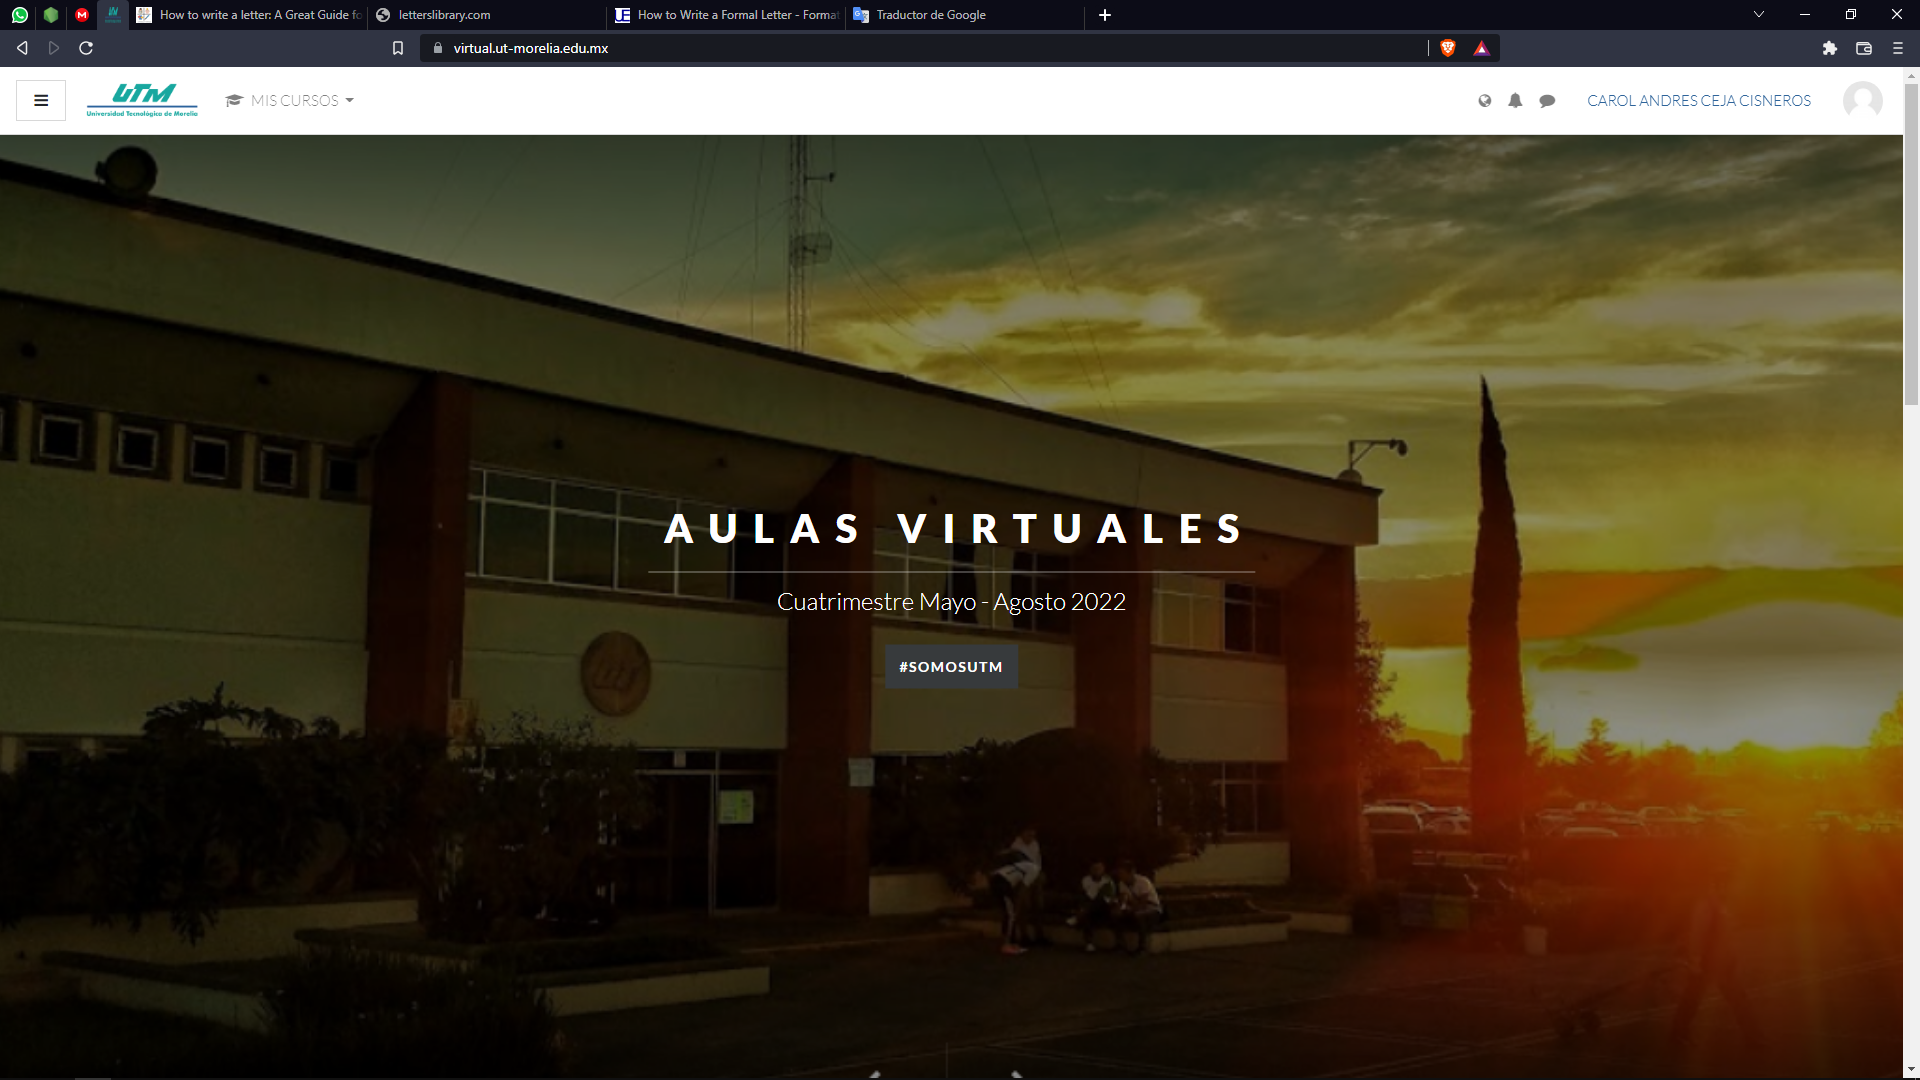 How to write a letter: A Great Guide fo
letterslibrary.com
How to Write a Formal Letter - Format
Traductor de Google
virtual.ut-morelia.edu.mx
UTM
Universidad Tecnológica de Morelia
MIS CURSOS
CAROL ANDRES CEJA CISNEROS
AULAS VIRTUALES
Cuatrimestre Mayo - Agosto 2022
#SOMOSUTM